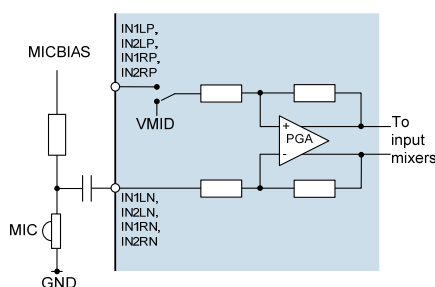 IN1LP,
IN2LP,
IN1RP,
IN2RP
MICBIAS
VMID
+
PGA
-
To
input
mixers
IN1LN,
IN2LN,
IN1RN,
IN2RN
MIC
GND